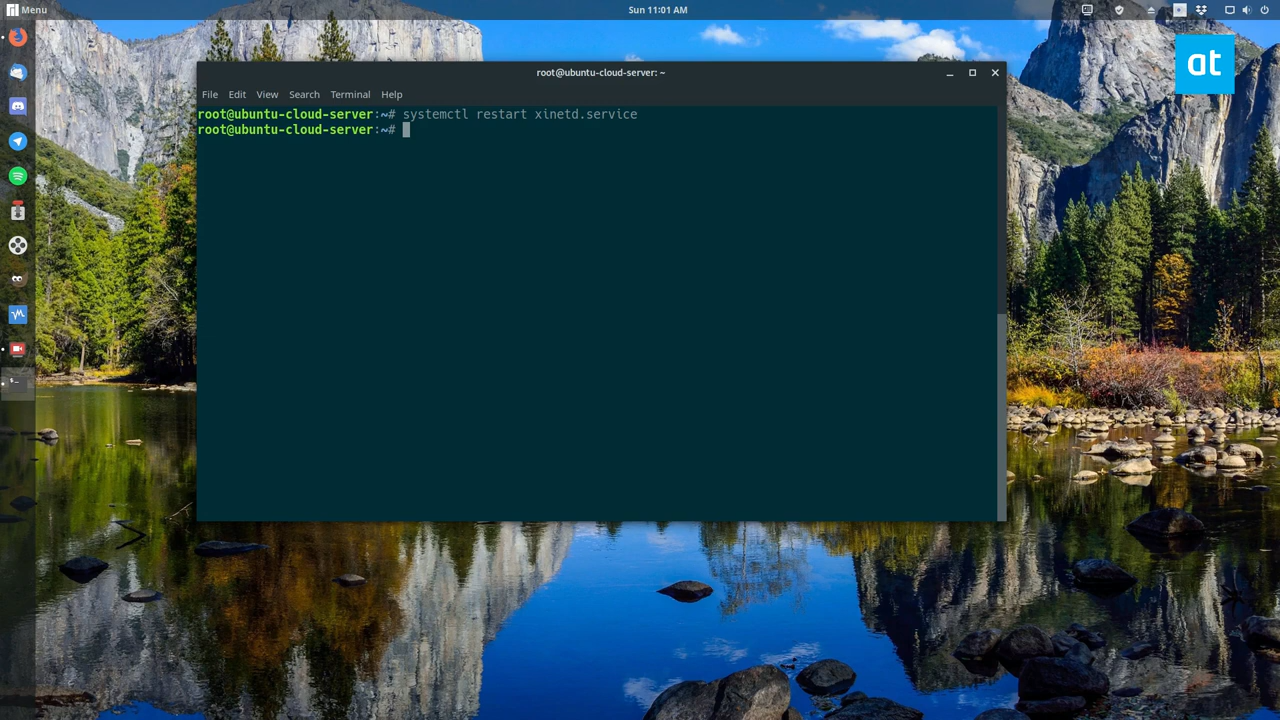 Menu
Sun 11:01 AM
at
root@ubuntu-cloud-server: ~
File Edit View Search Terminal Help
root@ubuntu-cloud-server:~# systemctl restart xinetd.service
root@ubuntu-cloud-server:~#